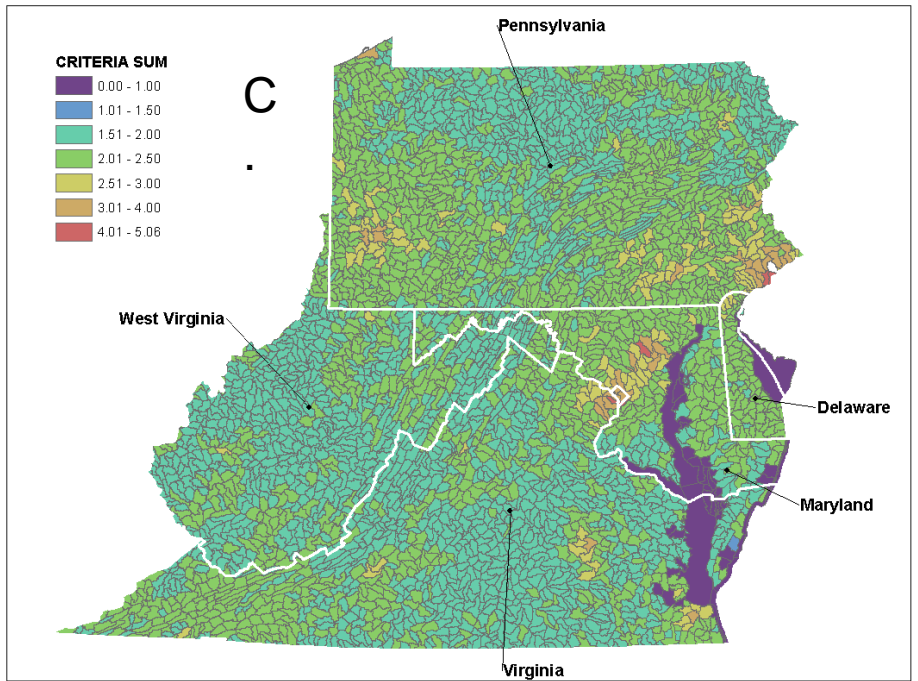 Pennsylvania
CRITERIA SUM
0.00 - 1.00
1.01 - 1.50
1.51 - 2.00
2.01 - 2.50
2.51 - 3.00
3.01 - 4.00
4.01 - 5.06
C
.
West Virginia
Delaware
Maryland
Virginia